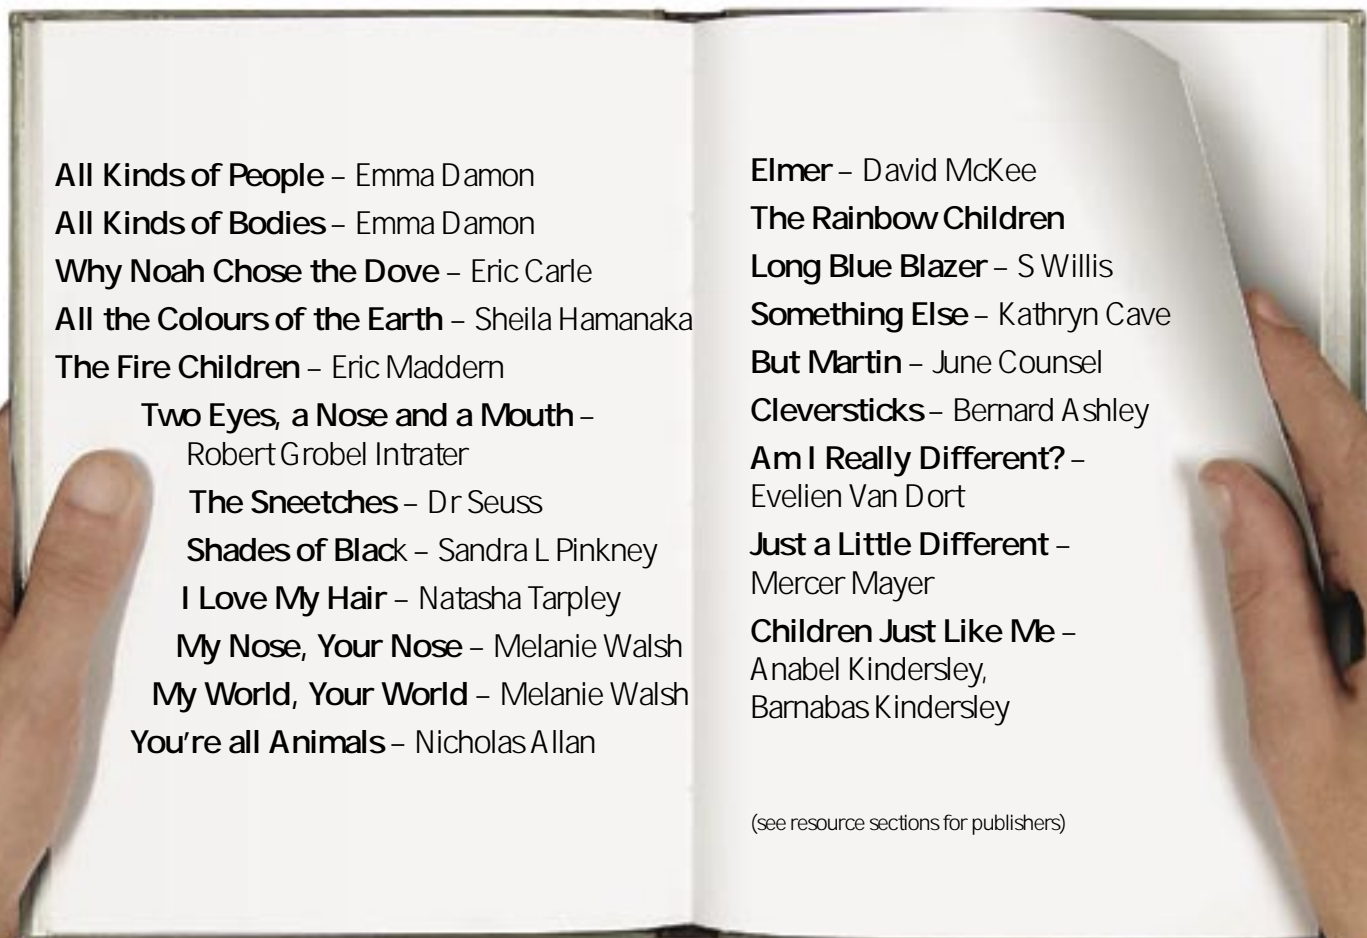 All Kinds of People – Emma Damon
All Kinds of Bodies – Emma Damon
Why Noah Chose the Dove – Eric Carle
All the Colours of the Earth – Sheila Hamanaka
The Fire Children – Eric Maddern
Two Eyes, a Nose and a Mouth –
Robert Grobel Intrater
The Sneetches – Dr Seuss
Shades of Black – Sandra L Pinkney
I Love My Hair – Natasha Tarpley
My Nose, Your Nose – Melanie Walsh
My World, Your World – Melanie Walsh
You're all Animals – Nicholas Allan
Elmer – David McKee
The Rainbow Children
Long Blue Blazer – S Willis
Something Else – Kathryn Cave
But Martin – June Counsel
Cleversticks – Bernard Ashley
Am I Really Different? –
Evelien Van Dort
Just a Little Different –
Mercer Mayer
Children Just Like Me –
Anabel Kindersley,
Barnabas Kindersley
(see resource sections for publishers)